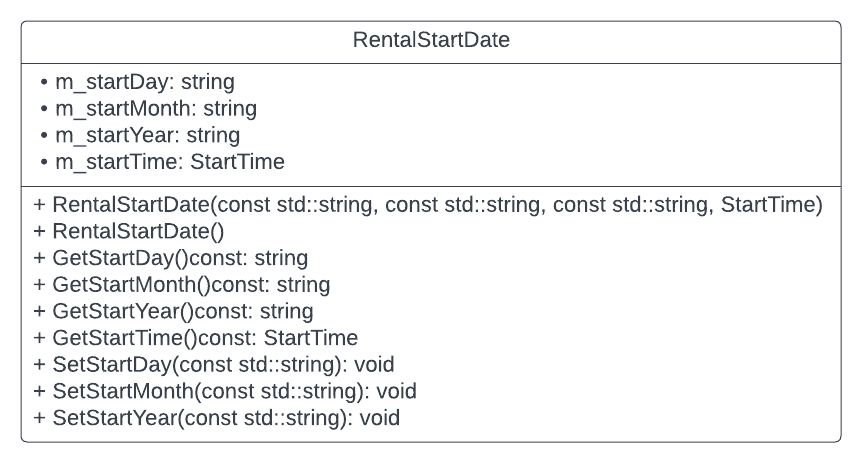 RentalStartDate
• m_startDay: string
• m_startMonth: string
• m_startYear: string
• m_startTime: StartTime
+ RentalStartDate(const std::string, const std::string, const std::string, StartTime)
+ RentalStartDate()
+ GetStartDay()const: string
+ GetStartMonth()const: string
+ GetStartYear()const: string
+ GetStartTime()const: StartTime
+ SetStartDay(const std::string): void
+ SetStartMonth(const std::string): void
+ SetStartYear(const std::string): void